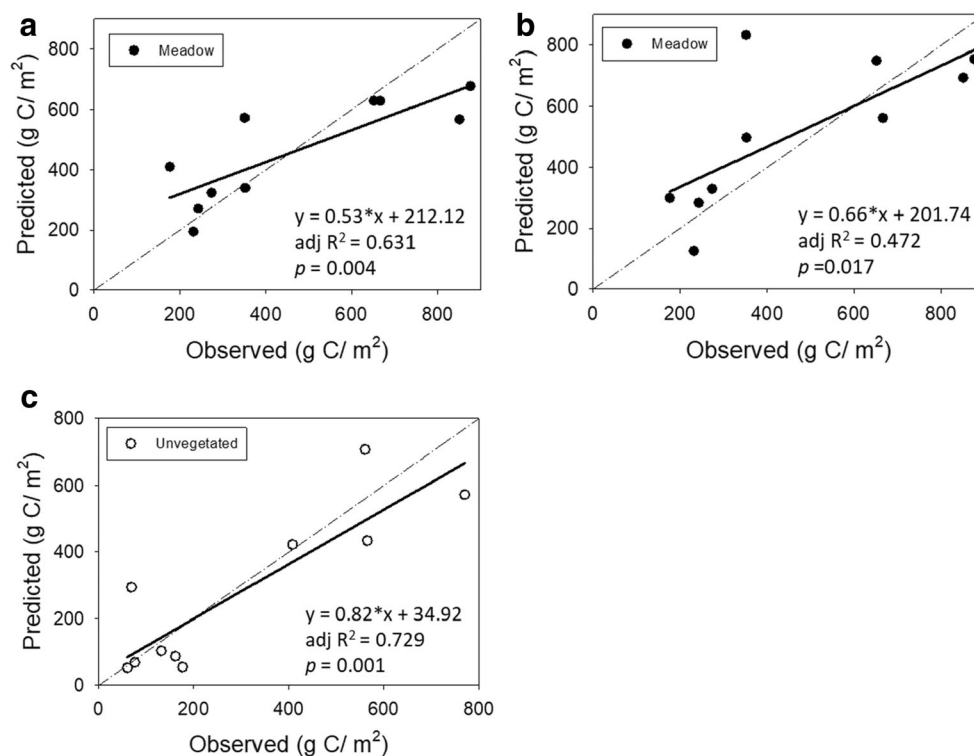 a
800
600
400
200
0
Predicted (g C/ m²)
Meadow
y = 0.53*x + 212.12
adj R² = 0.631
p = 0.004
0 200 400 600 800
Observed (g C/ m²)
b
800
600
400
200
0
Predicted (g C/ m²)
Meadow
y = 0.66*x + 201.74
adj R² = 0.472
p =0.017
0 200 400 600 800
Observed (g C/ m²)
c
800
600
400
200
0
Predicted (g C/ m²)
Unvegetated
y = 0.82*x + 34.92
adj R² = 0.729
p = 0.001
0 200 400 600 800
Observed (g C/ m²)